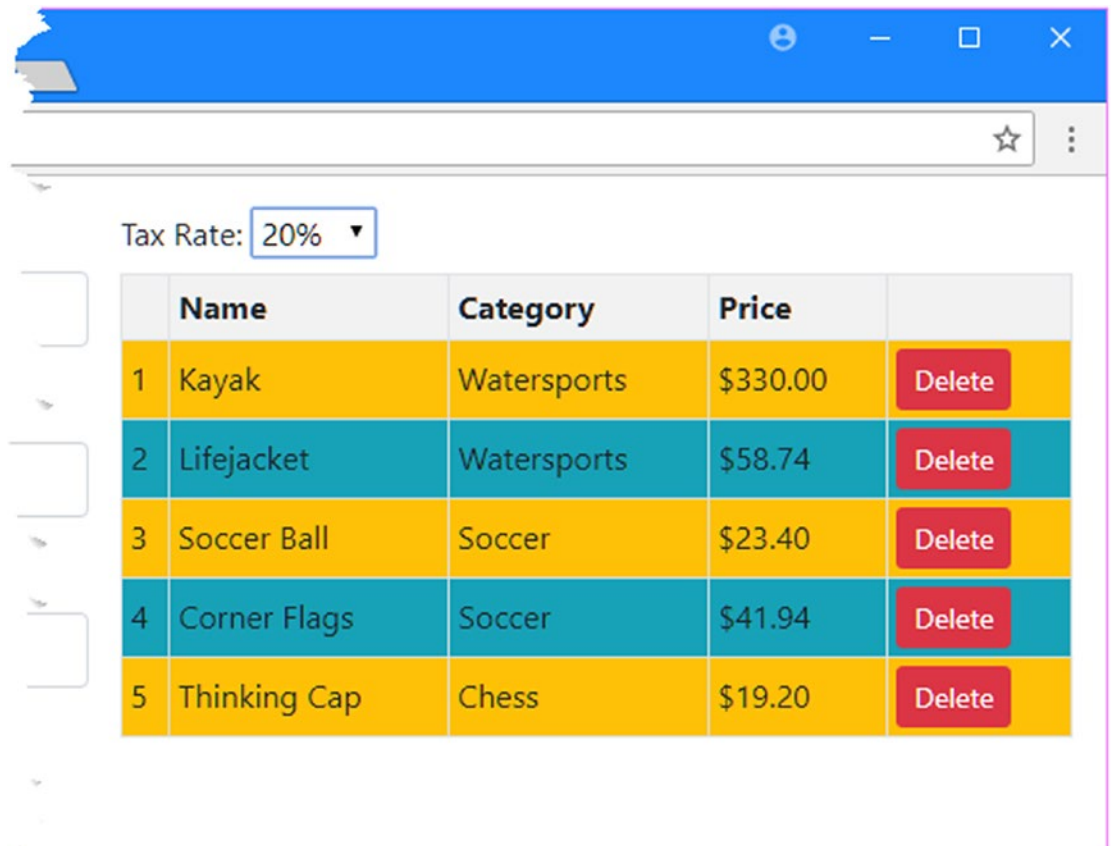 Tax Rate: 20%
Name Category Price
1 Kayak Watersports $330.00 Delete
2 Lifejacket Watersports $58.74 Delete
3 Soccer Ball Soccer $23.40 Delete
4 Corner Flags Soccer $41.94 Delete
5 Thinking Cap Chess $19.20 Delete